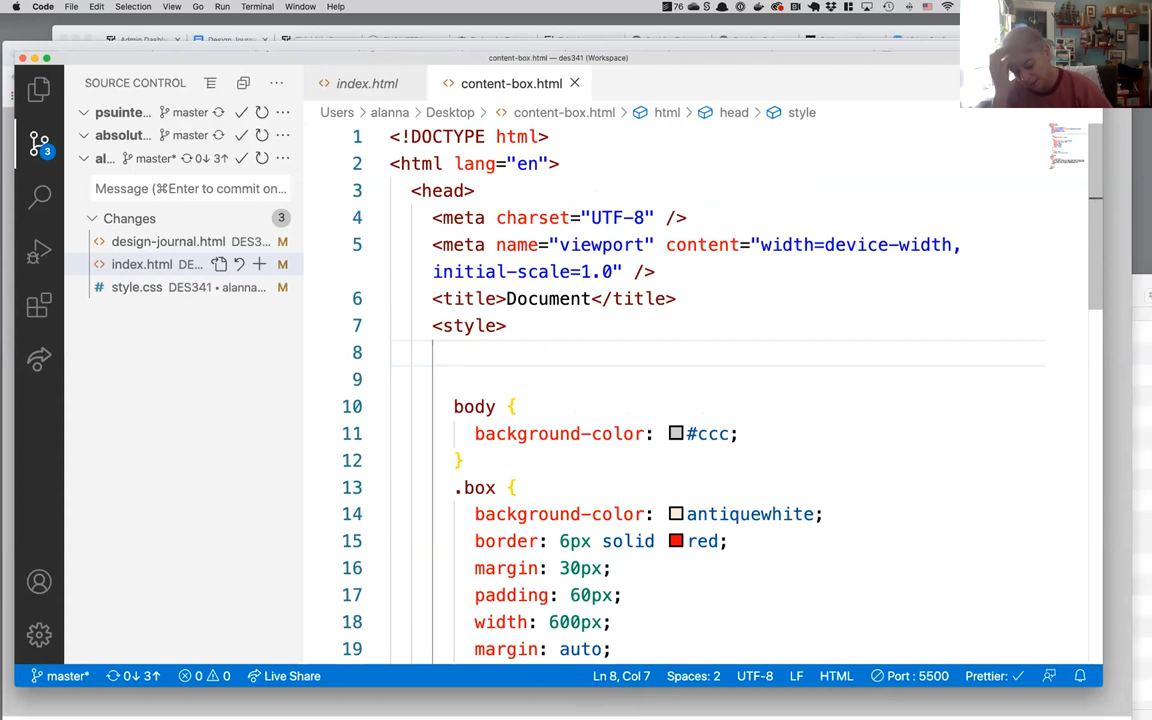 Code File Edit Selection View Go Run Terminal Window Help
76
content-box.html — des341 (Workspace)
SOURCE CONTROL
index.html
content-box.html
Users alanna Desktop content-box.html html head style
psuinte... master
absolut... master
al... master* 0↓ 3↑
Message (⌘Enter to commit on...
Changes 3
design-journal.html DES3... M
index.html DE... M
style.css DES341 • alanna... M
3
1 <!DOCTYPE html>
2 <html lang="en">
3 <head>
4 <meta charset="UTF-8" />
5 <meta name="viewport" content="width=device-width,
initial-scale=1.0" />
6 <title>Document</title>
7 <style>
8
9
10 body {
11 background-color: #ccc;
12 }
13 .box {
14 background-color: antiquewhite;
15 border: 6px solid red;
16 margin: 30px;
17 padding: 60px;
18 width: 600px;
19 margin: auto;
master* 0↓ 3↑ 0 0 Live Share Ln 8, Col 7 Spaces: 2 UTF-8 LF HTML Port : 5500 Prettier: ✓